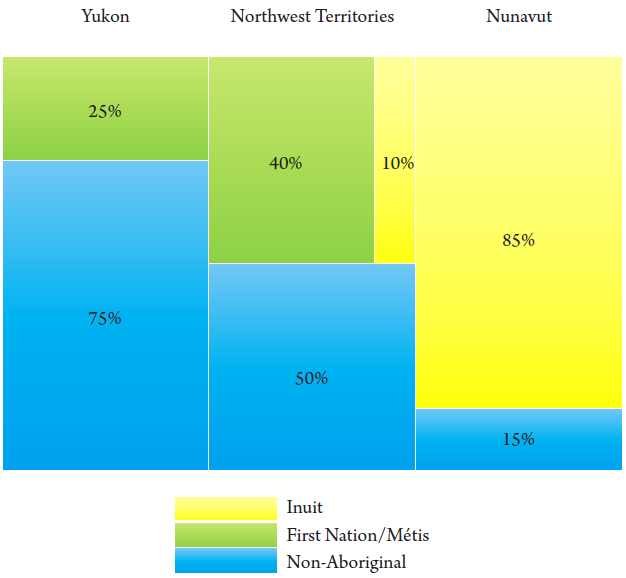 Yukon Northwest Territories Nunavut
25%
40% 10%
85%
75%
50%
15%
Inuit
First Nation/Métis
Non-Aboriginal